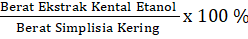 Berat Ekstrak Kental Etanol
Berat Simplisia Kering
x 100 %